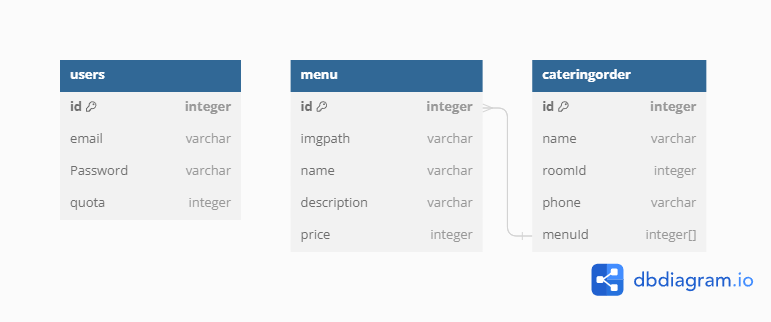 users
id integer
email varchar
Password varchar
quota integer
menu
id integer
imgpath varchar
name varchar
description varchar
price integer
cateringorder
id integer
name varchar
roomId integer
phone varchar
menuId integer[]
dbdiagram.io